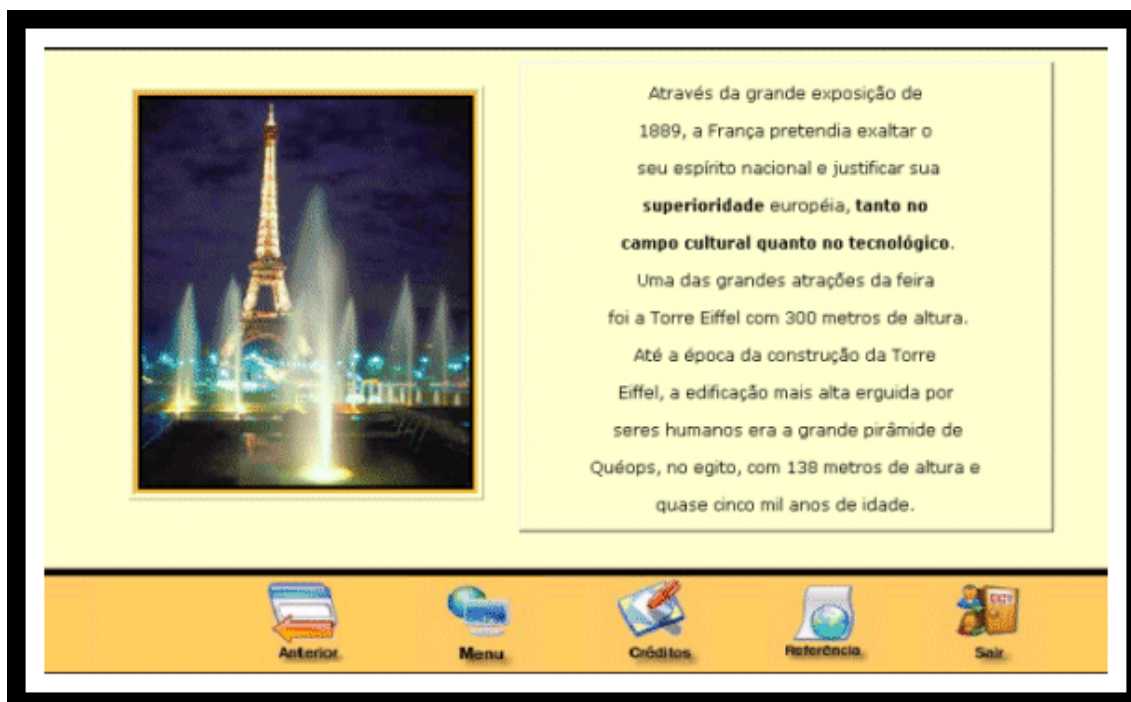 Através da grande exposição de
1889, a França pretendia exaltar o
seu espírito nacional e justificar sua
superioridade européia, tanto no
campo cultural quanto no tecnológico.
Uma das grandes atrações da feira
foi a Torre Eiffel com 300 metros de altura.
Até a época da construção da Torre
Eiffel, a edificação mais alta erguida por
seres humanos era a grande pirâmide de
Quéops, no egito, com 138 metros de altura e
quase cinco mil anos de idade.
EXIT
Anterior
Menu
Créditos
Referência
Sair